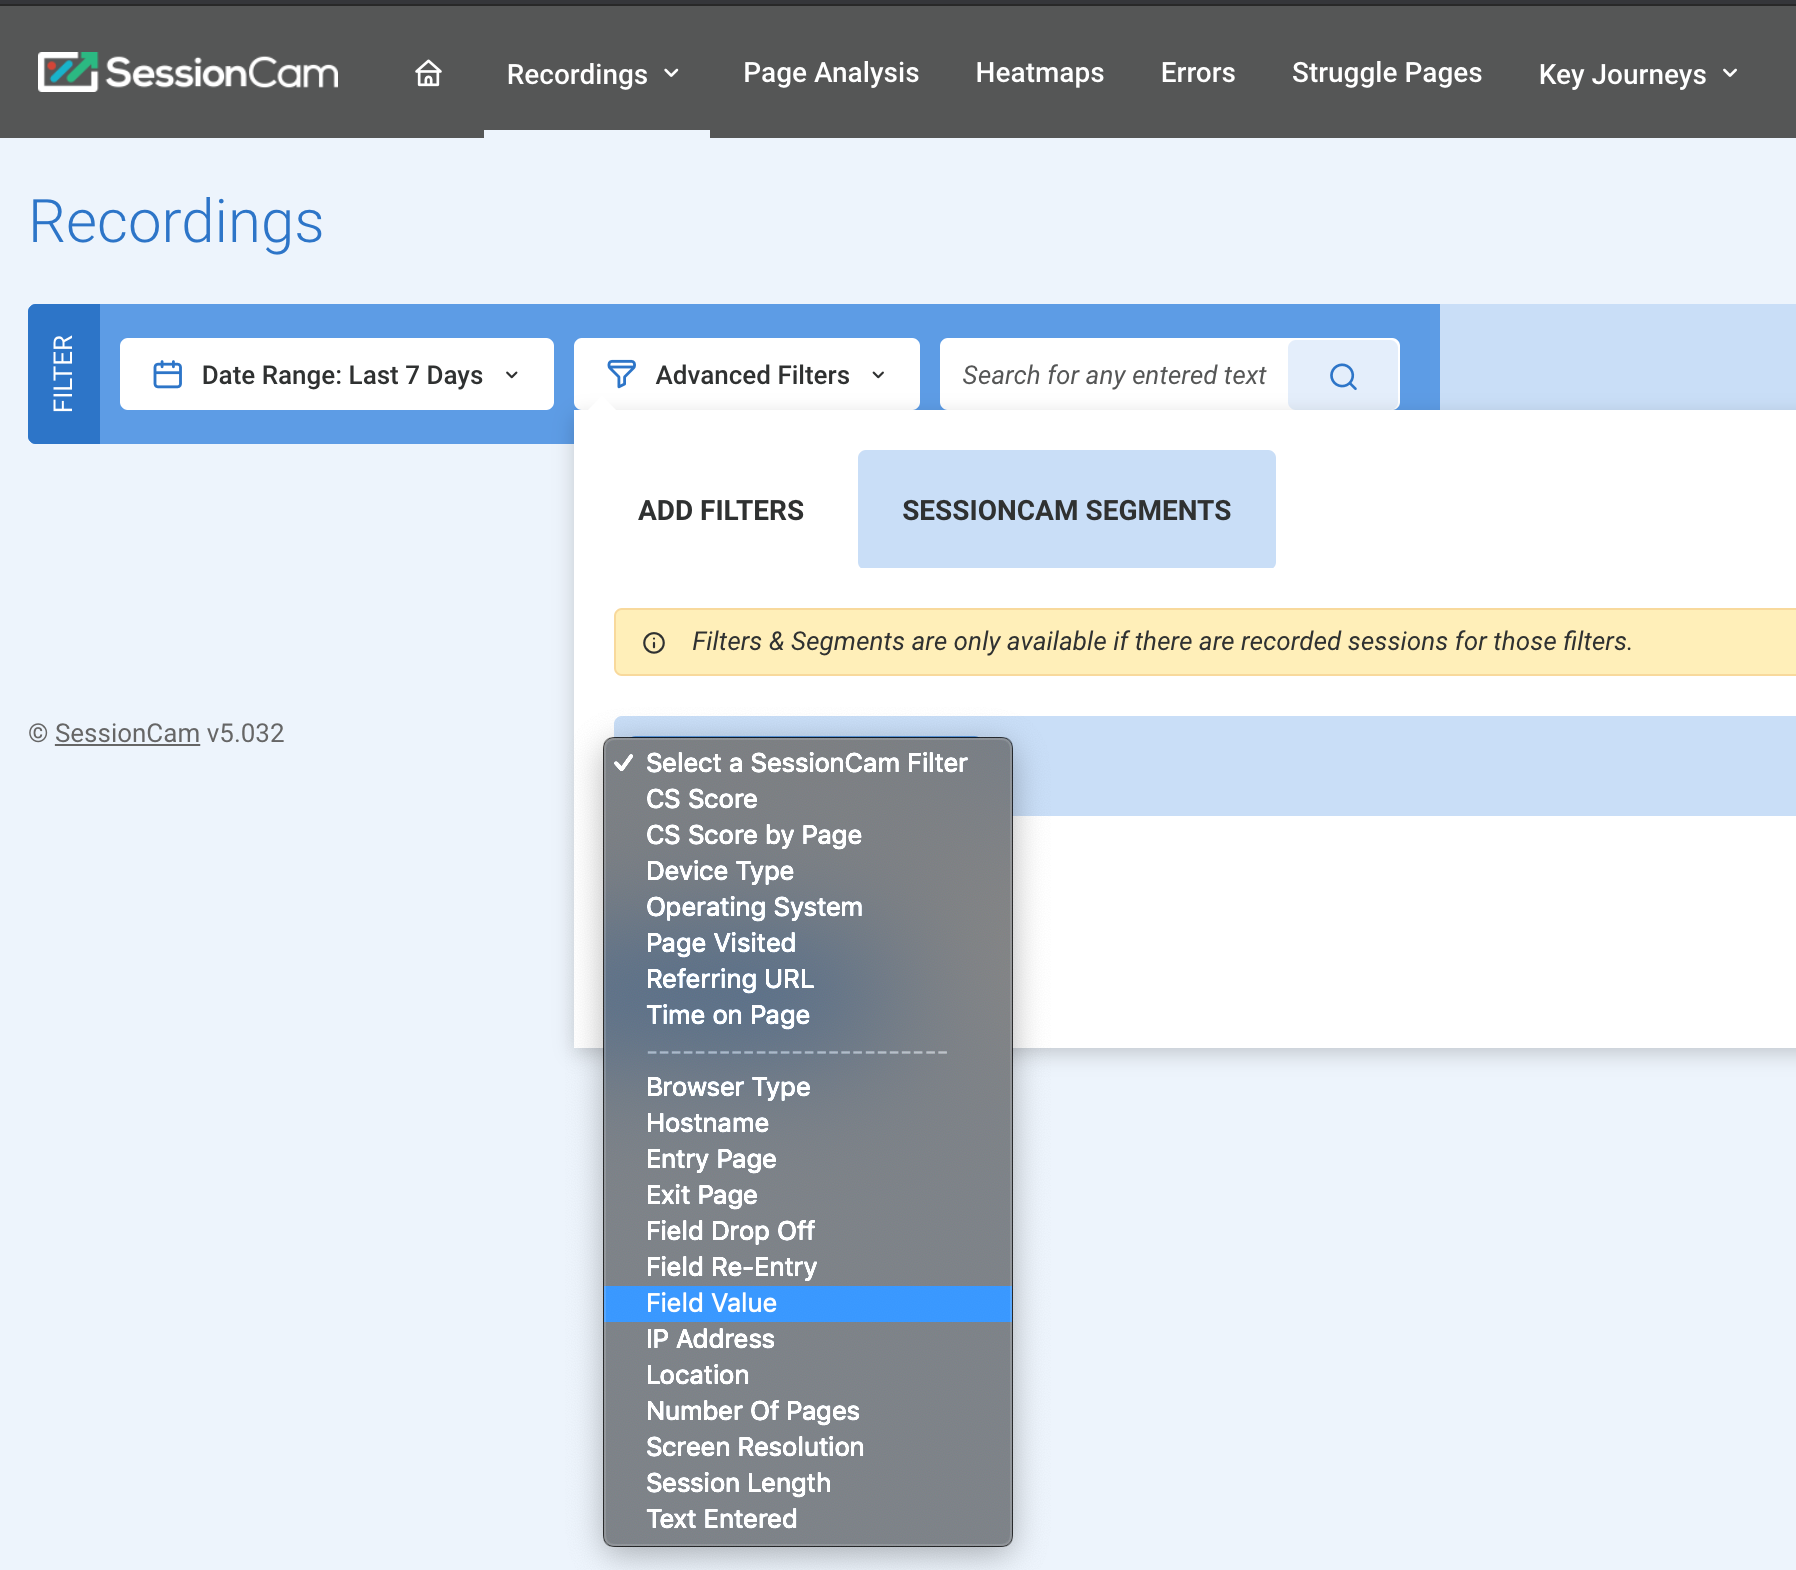 SessionCam
Recordings
Page Analysis
Heatmaps
Errors
Struggle Pages
Key Journeys
Recordings
FILTER
Date Range: Last 7 Days
Advanced Filters
Search for any entered text
ADD FILTERS
SESSIONCAM SEGMENTS
Filters & Segments are only available if there are recorded sessions for those filters.
© SessionCam v5.032
✓ Select a SessionCam Filter
CS Score
CS Score by Page
Device Type
Operating System
Page Visited
Referring URL
Time on Page
-------------------------
Browser Type
Hostname
Entry Page
Exit Page
Field Drop Off
Field Re-Entry
Field Value
IP Address
Location
Number Of Pages
Screen Resolution
Session Length
Text Entered